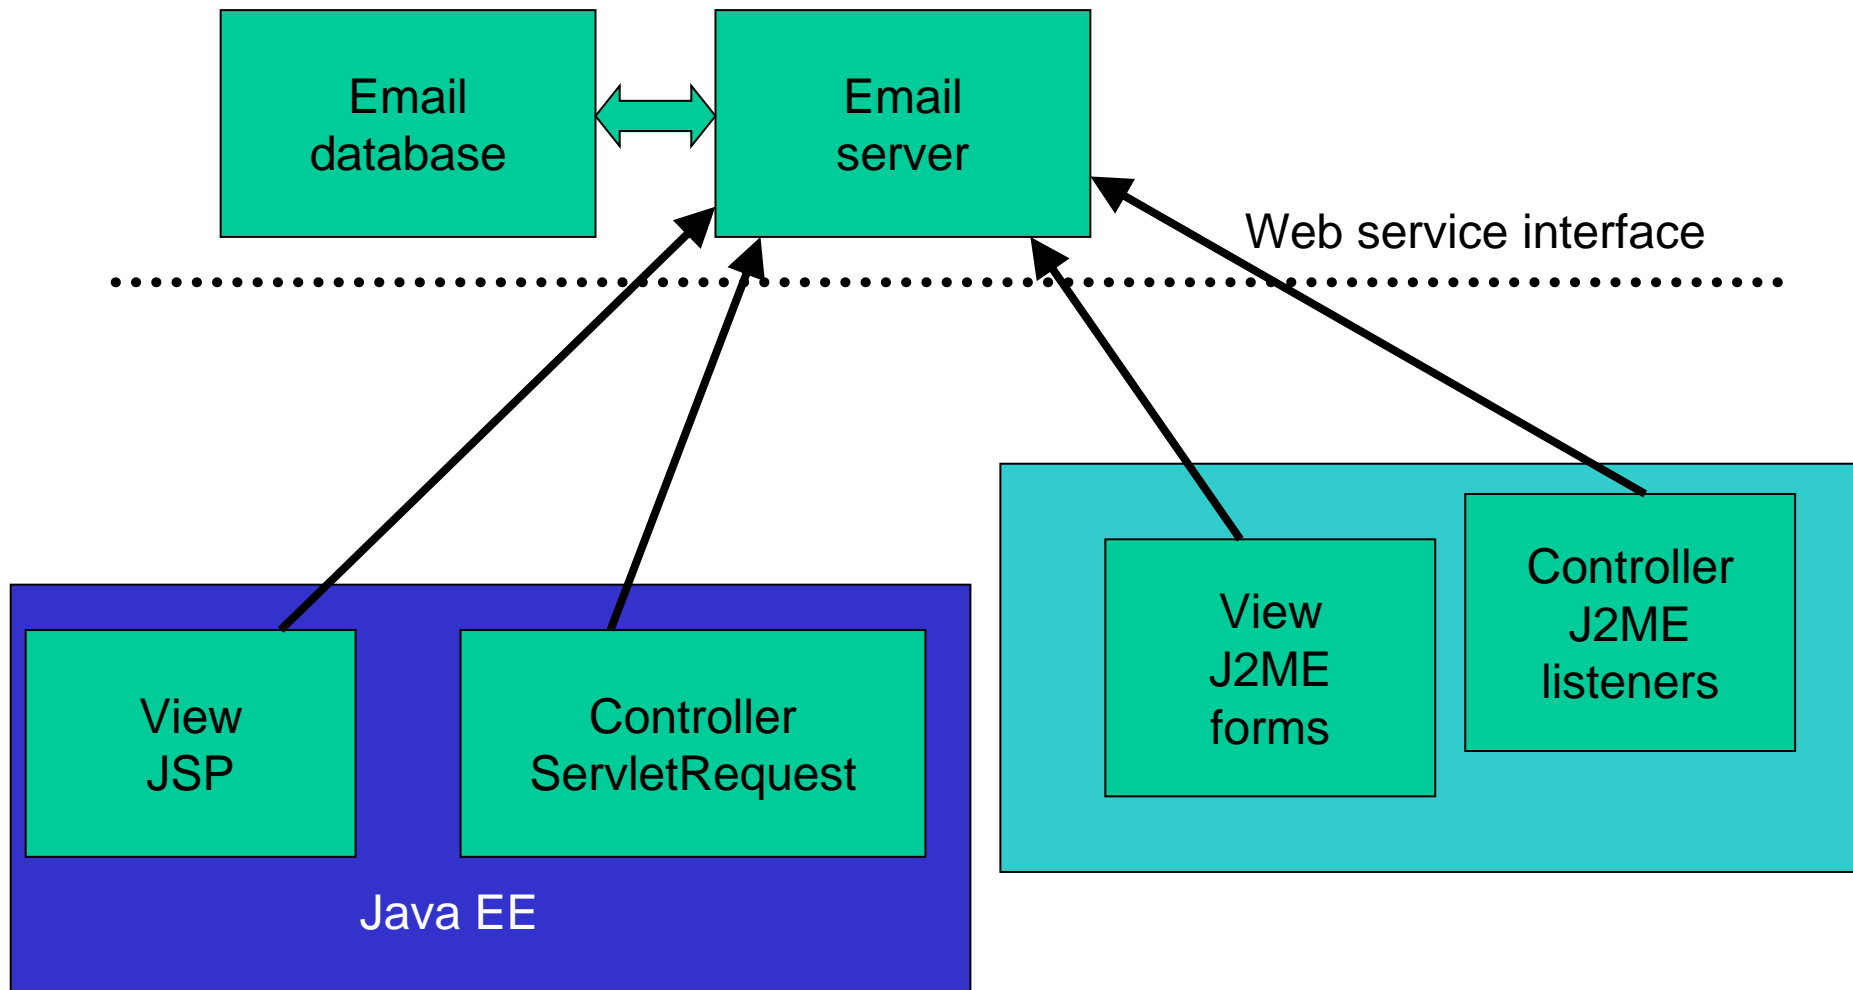 Email
database
Email
server
Web service interface
View
JSP
Controller
ServletRequest
Java EE
View
J2ME
forms
Controller
J2ME
listeners